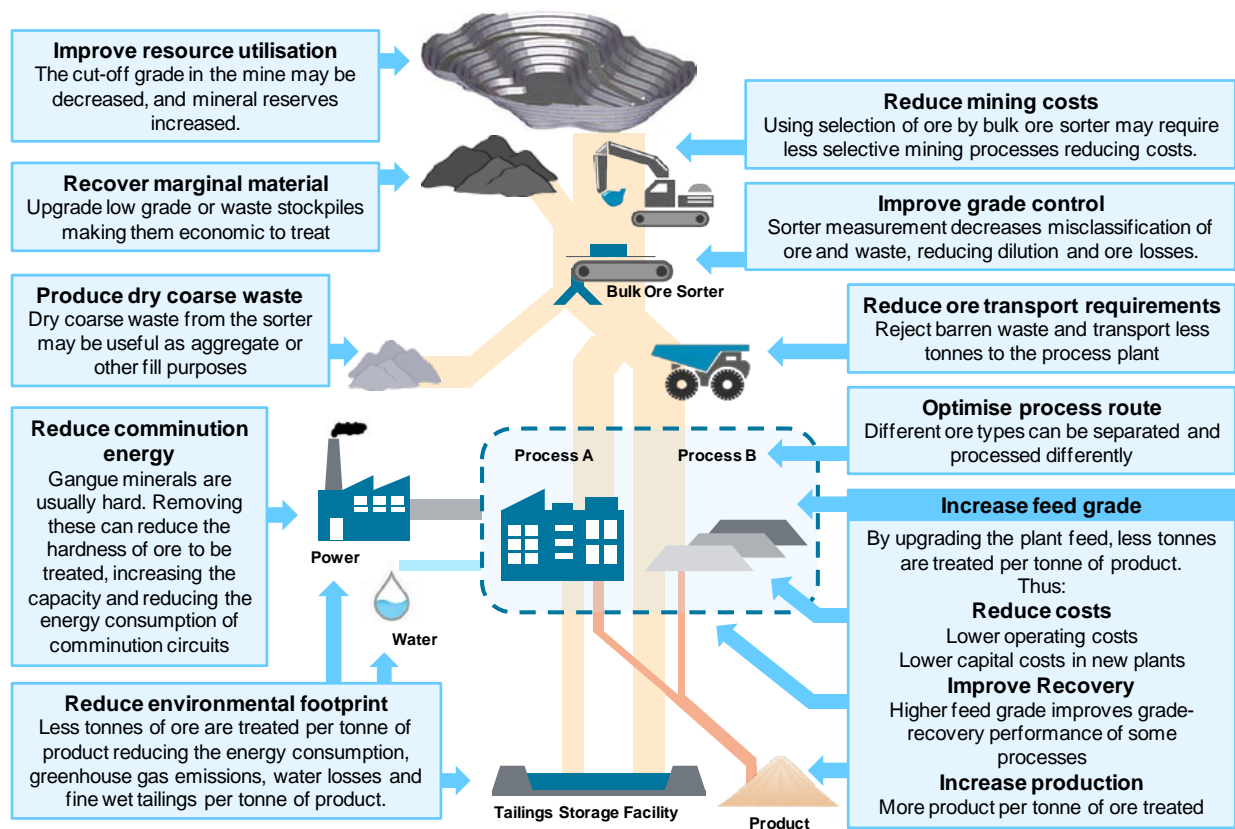 Improve resource utilisation
The cut-off grade in the mine may be
decreased, and mineral reserves
increased.
Recover marginal material
Upgrade low grade or waste stockpiles
making them economic to treat
Produce dry coarse waste
Dry coarse waste from the sorter
may be useful as aggregate or
other fill purposes
Reduce comminution
energy
Gangue minerals are
usually hard. Removing
these can reduce the
hardness of ore to be
treated, increasing the
capacity and reducing the
energy consumption of
comminution circuits
Reduce environmental footprint
Less tonnes of ore are treated per tonne of
product reducing the energy consumption,
greenhouse gas emissions, water losses and
fine wet tailings per tonne of product.
Bulk Ore Sorter
Process A
Process B
Power
Water
Tailings Storage Facility
Product
Reduce mining costs
Using selection of ore by bulk ore sorter may require
less selective mining processes reducing costs.
Improve grade control
Sorter measurement decreases misclassification of
ore and waste, reducing dilution and ore losses.
Reduce ore transport requirements
Reject barren waste and transport less
tonnes to the process plant
Optimise process route
Different ore types can be separated and
processed differently
Increase feed grade
By upgrading the plant feed, less tonnes
are treated per tonne of product.
Thus:
Reduce costs
Lower operating costs
Lower capital costs in new plants
Improve Recovery
Higher feed grade improves grade-
recovery performance of some
processes
Increase production
More product per tonne of ore treated